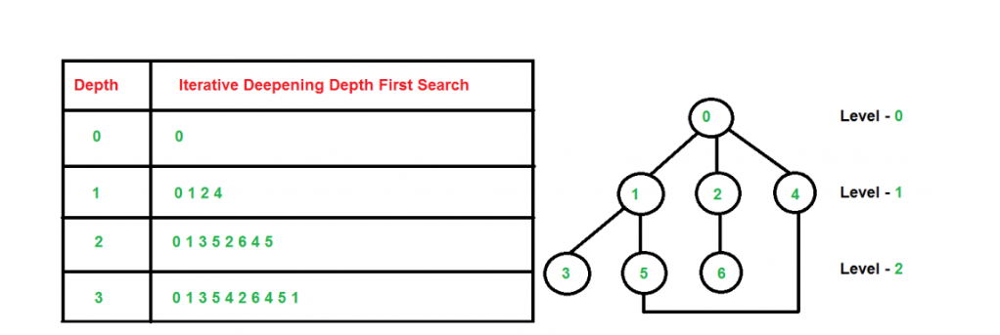 Depth Iterative Deepening Depth First Search
0 0
1 0 1 2 4
2 0 1 3 5 2 6 4 5
3 0 1 3 5 4 2 6 4 5 1
0 Level - 0
1 2 4 Level - 1
3 5 6 Level - 2